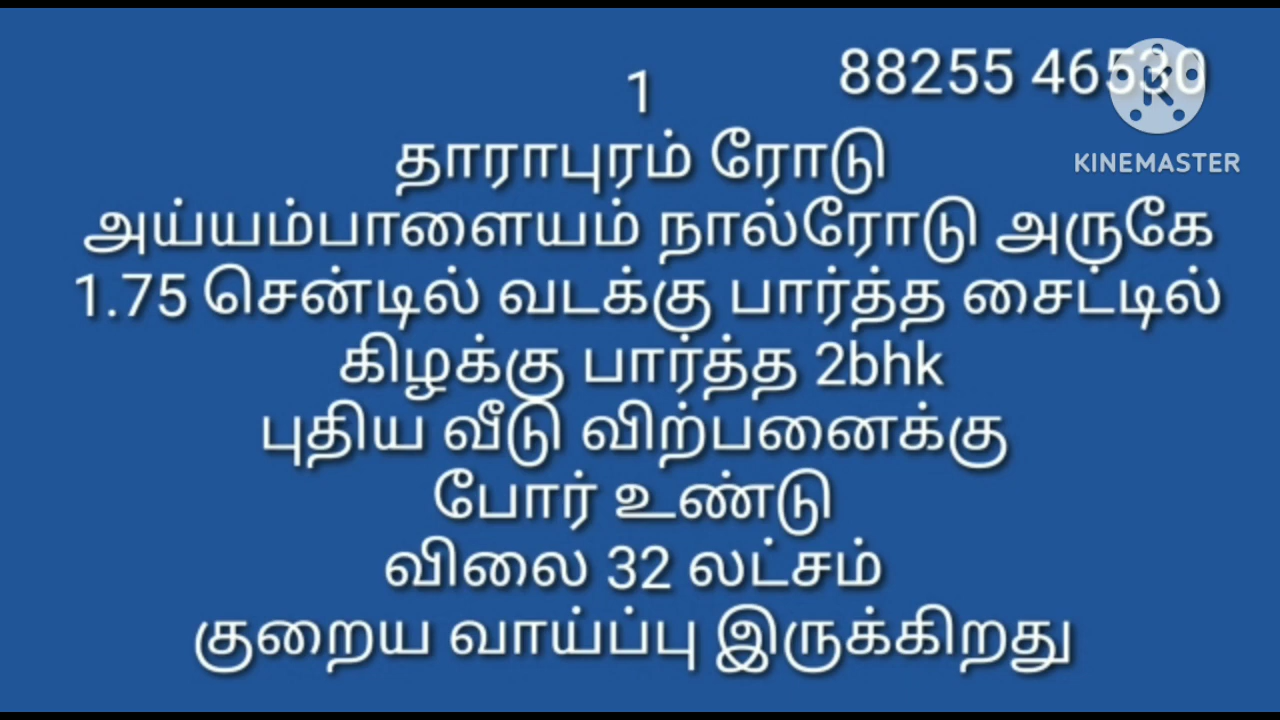 88255 46530
1
தாராபுரம் ரோடு
அய்யம்பாளையம் நால்ரோடு அருகே
1.75 சென்டில் வடக்கு பார்த்த சைட்டில்
கிழக்கு பார்த்த 2bhk
புதிய வீடு விற்பனைக்கு
போர் உண்டு
விலை 32 லட்சம்
குறைய வாய்ப்பு இருக்கிறது
K
KINEMASTER